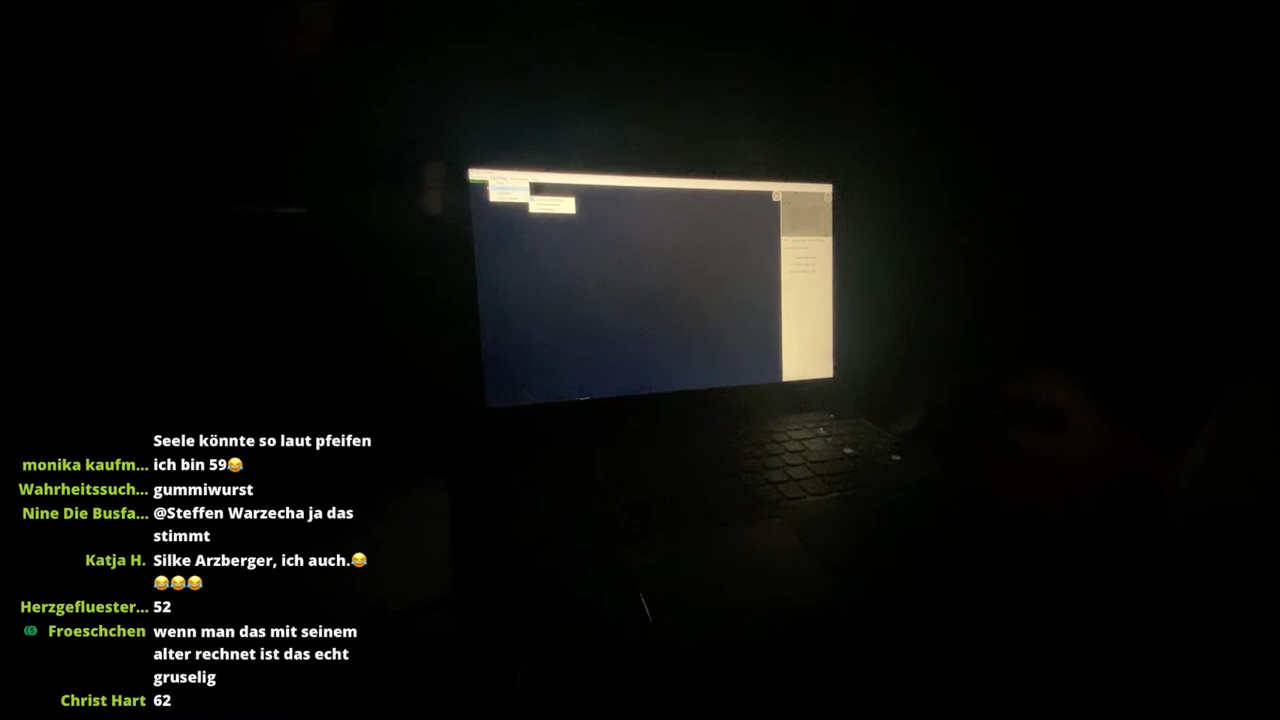 Seele könnte so laut pfeifen
monika kaufm... ich bin 59😂
Wahrheitssuch... gummiwurst
Nine Die Busfa... @Steffen Warzecha ja das
stimmt
Katja H. Silke Arzberger, ich auch.😂
😂😂😂
Herzgefluester... 52
Froeschchen wenn man das mit seinem
alter rechnet ist das echt
gruselig
Christ Hart 62